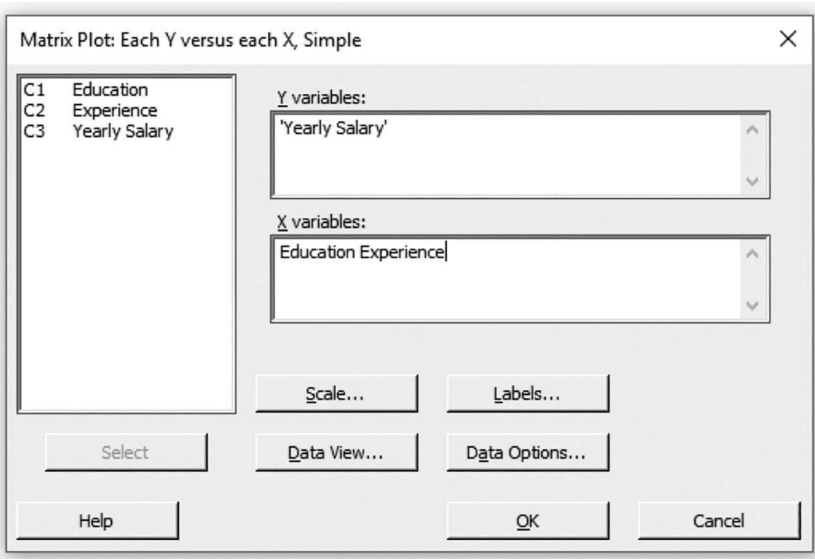 Matrix Plot: Each Y versus each X, Simple
C1 Education
C2 Experience
C3 Yearly Salary
Y variables:
'Yearly Salary'
X variables:
Education Experience
Scale...
Labels...
Select
Data View...
Data Options...
Help
OK
Cancel